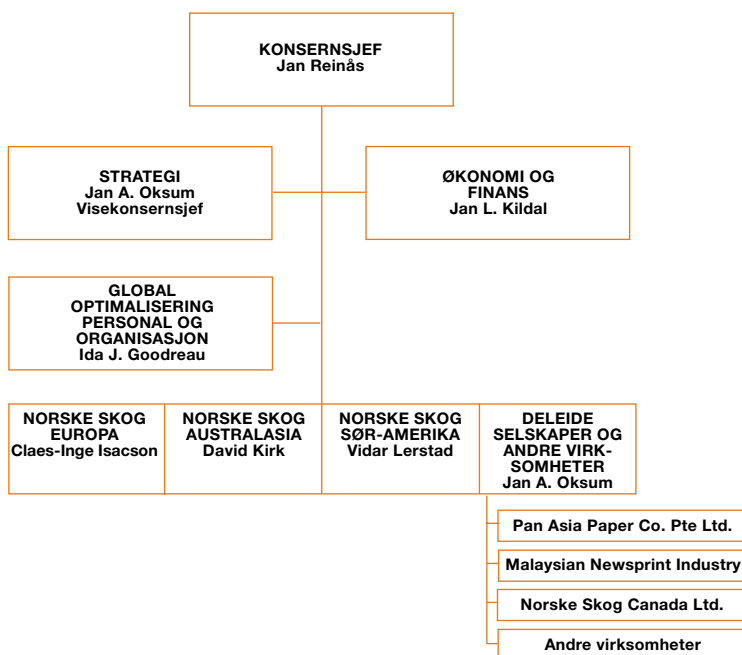 KONSERNSJEF
Jan Reinås
STRATEGI
Jan A. Oksum
Visekonsernsjef
ØKONOMI OG
FINANS
Jan L. Kildal
GLOBAL
OPTIMALISERING
PERSONAL OG
ORGANISASJON
Ida J. Goodreau
NORSKE SKOG
EUROPA
Claes-Inge Isacson
NORSKE SKOG
AUSTRALASIA
David Kirk
NORSKE SKOG
SØR-AMERIKA
Vidar Lerstad
DELEIDE
SELSKAPER OG
ANDRE VIRK-
SOMHETER
Jan A. Oksum
Pan Asia Paper Co. Pte Ltd.
Malaysian Newsprint Industry
Norske Skog Canada Ltd.
Andre virksomheter